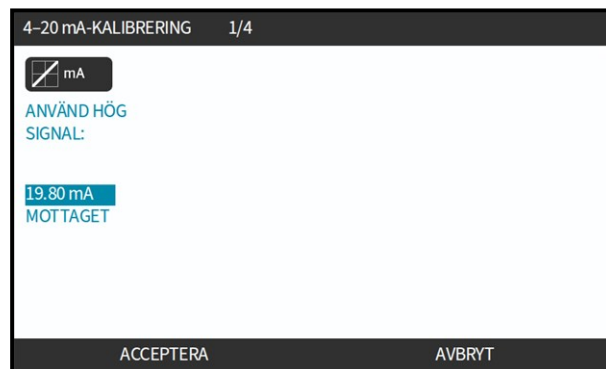 4–20 mA-KALIBRERING 1/4
mA
ANVÄND HÖG
SIGNAL:
19.80 mA
MOTTAGET
ACCEPTERA AVBRYT